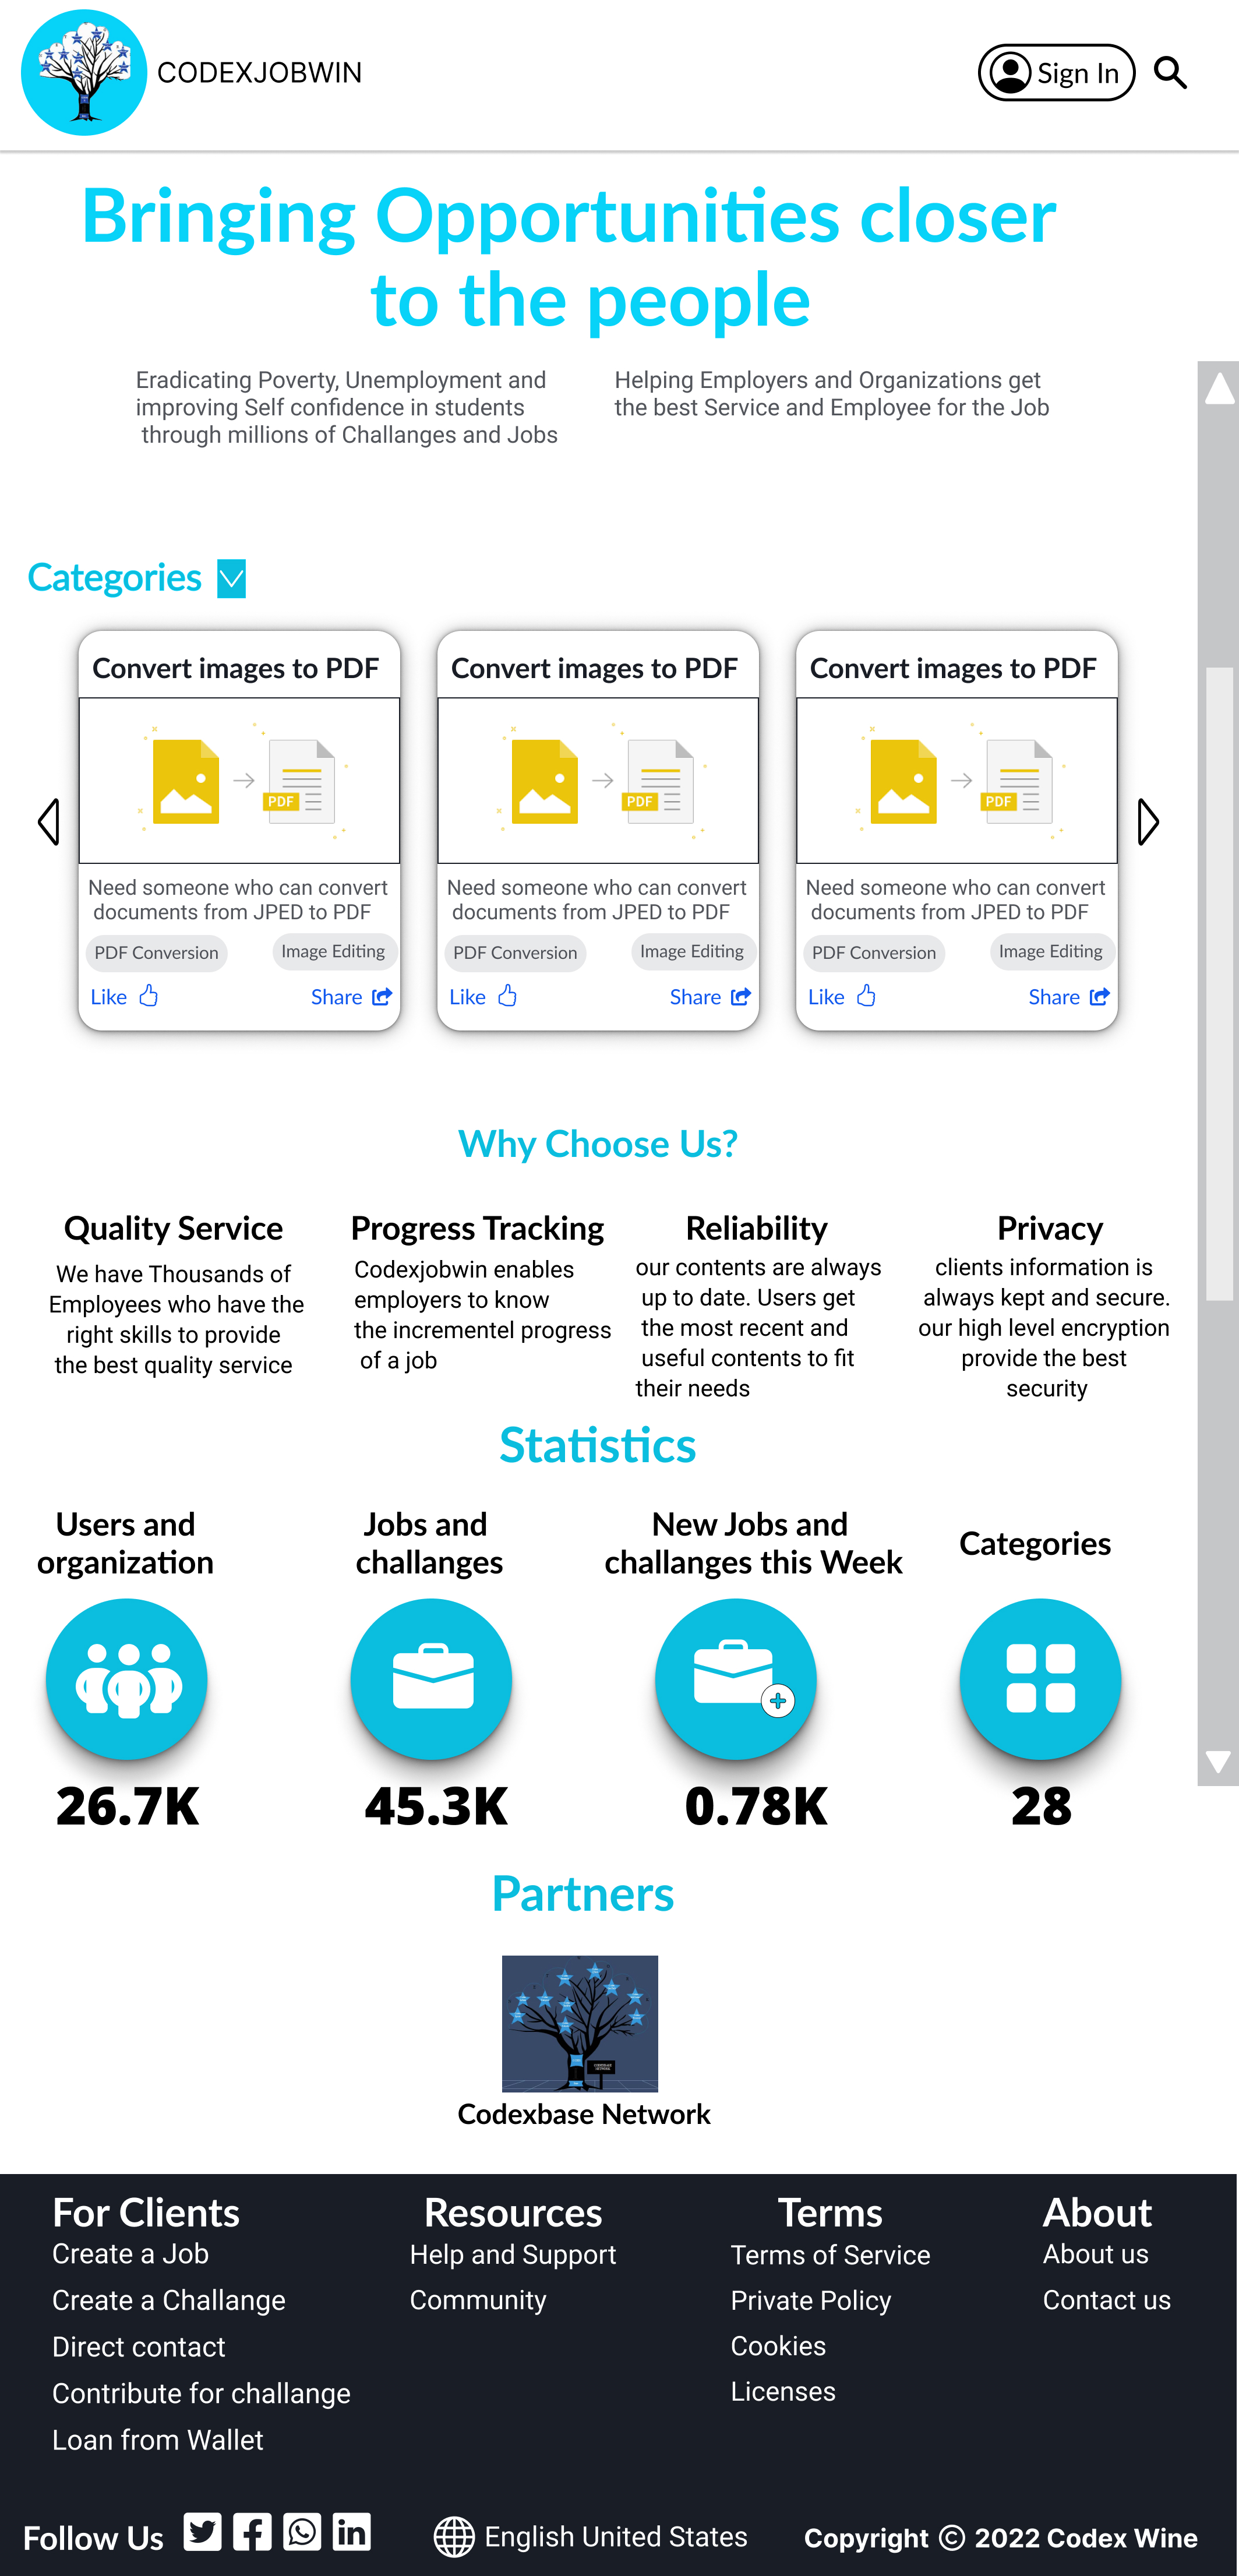 CODEXJOBWIN
Sign In
Bringing Opportunities closer
to the people
Eradicating Poverty, Unemployment and
improving Self confidence in students
through millions of Challanges and Jobs
Helping Employers and Organizations get
the best Service and Employee for the Job
Categories
Convert images to PDF
PDF
Need someone who can convert
documents from JPED to PDF
PDF Conversion
Image Editing
Like
Share
Convert images to PDF
PDF
Need someone who can convert
documents from JPED to PDF
PDF Conversion
Image Editing
Like
Share
Convert images to PDF
PDF
Need someone who can convert
documents from JPED to PDF
PDF Conversion
Image Editing
Like
Share
Why Choose Us?
Quality Service
We have Thousands of
Employees who have the
right skills to provide
the best quality service
Progress Tracking
Codexjobwin enables
employers to know
the incrementel progress
of a job
Reliability
our contents are always
up to date. Users get
the most recent and
useful contents to fit
their needs
Privacy
clients information is
always kept and secure.
our high level encryption
provide the best
security
Statistics
Users and
organization
26.7K
Jobs and
challanges
45.3K
New Jobs and
challanges this Week
0.78K
Categories
28
Partners
Codexbase Network
For Clients
Create a Job
Create a Challange
Direct contact
Contribute for challange
Loan from Wallet
Resources
Help and Support
Community
Terms
Terms of Service
Private Policy
Cookies
Licenses
About
About us
Contact us
Follow Us
English United States
Copyright © 2022 Codex Wine